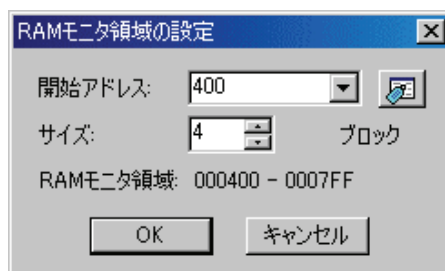 RAMモニタ領域の設定
開始アドレス: 400
サイズ: 4 ブロック
RAMモニタ領域: 000400 - 0007FF
OK キャンセル